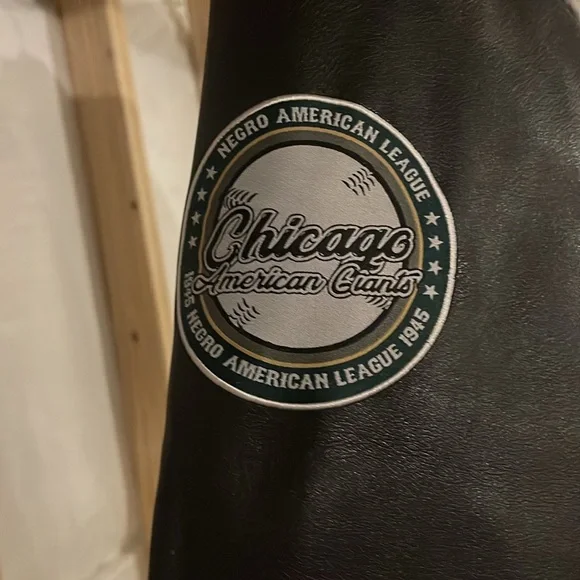 NEGRO AMERICAN LEAGUE
Chicago
American Giants
1945 NEGRO AMERICAN LEAGUE 1945